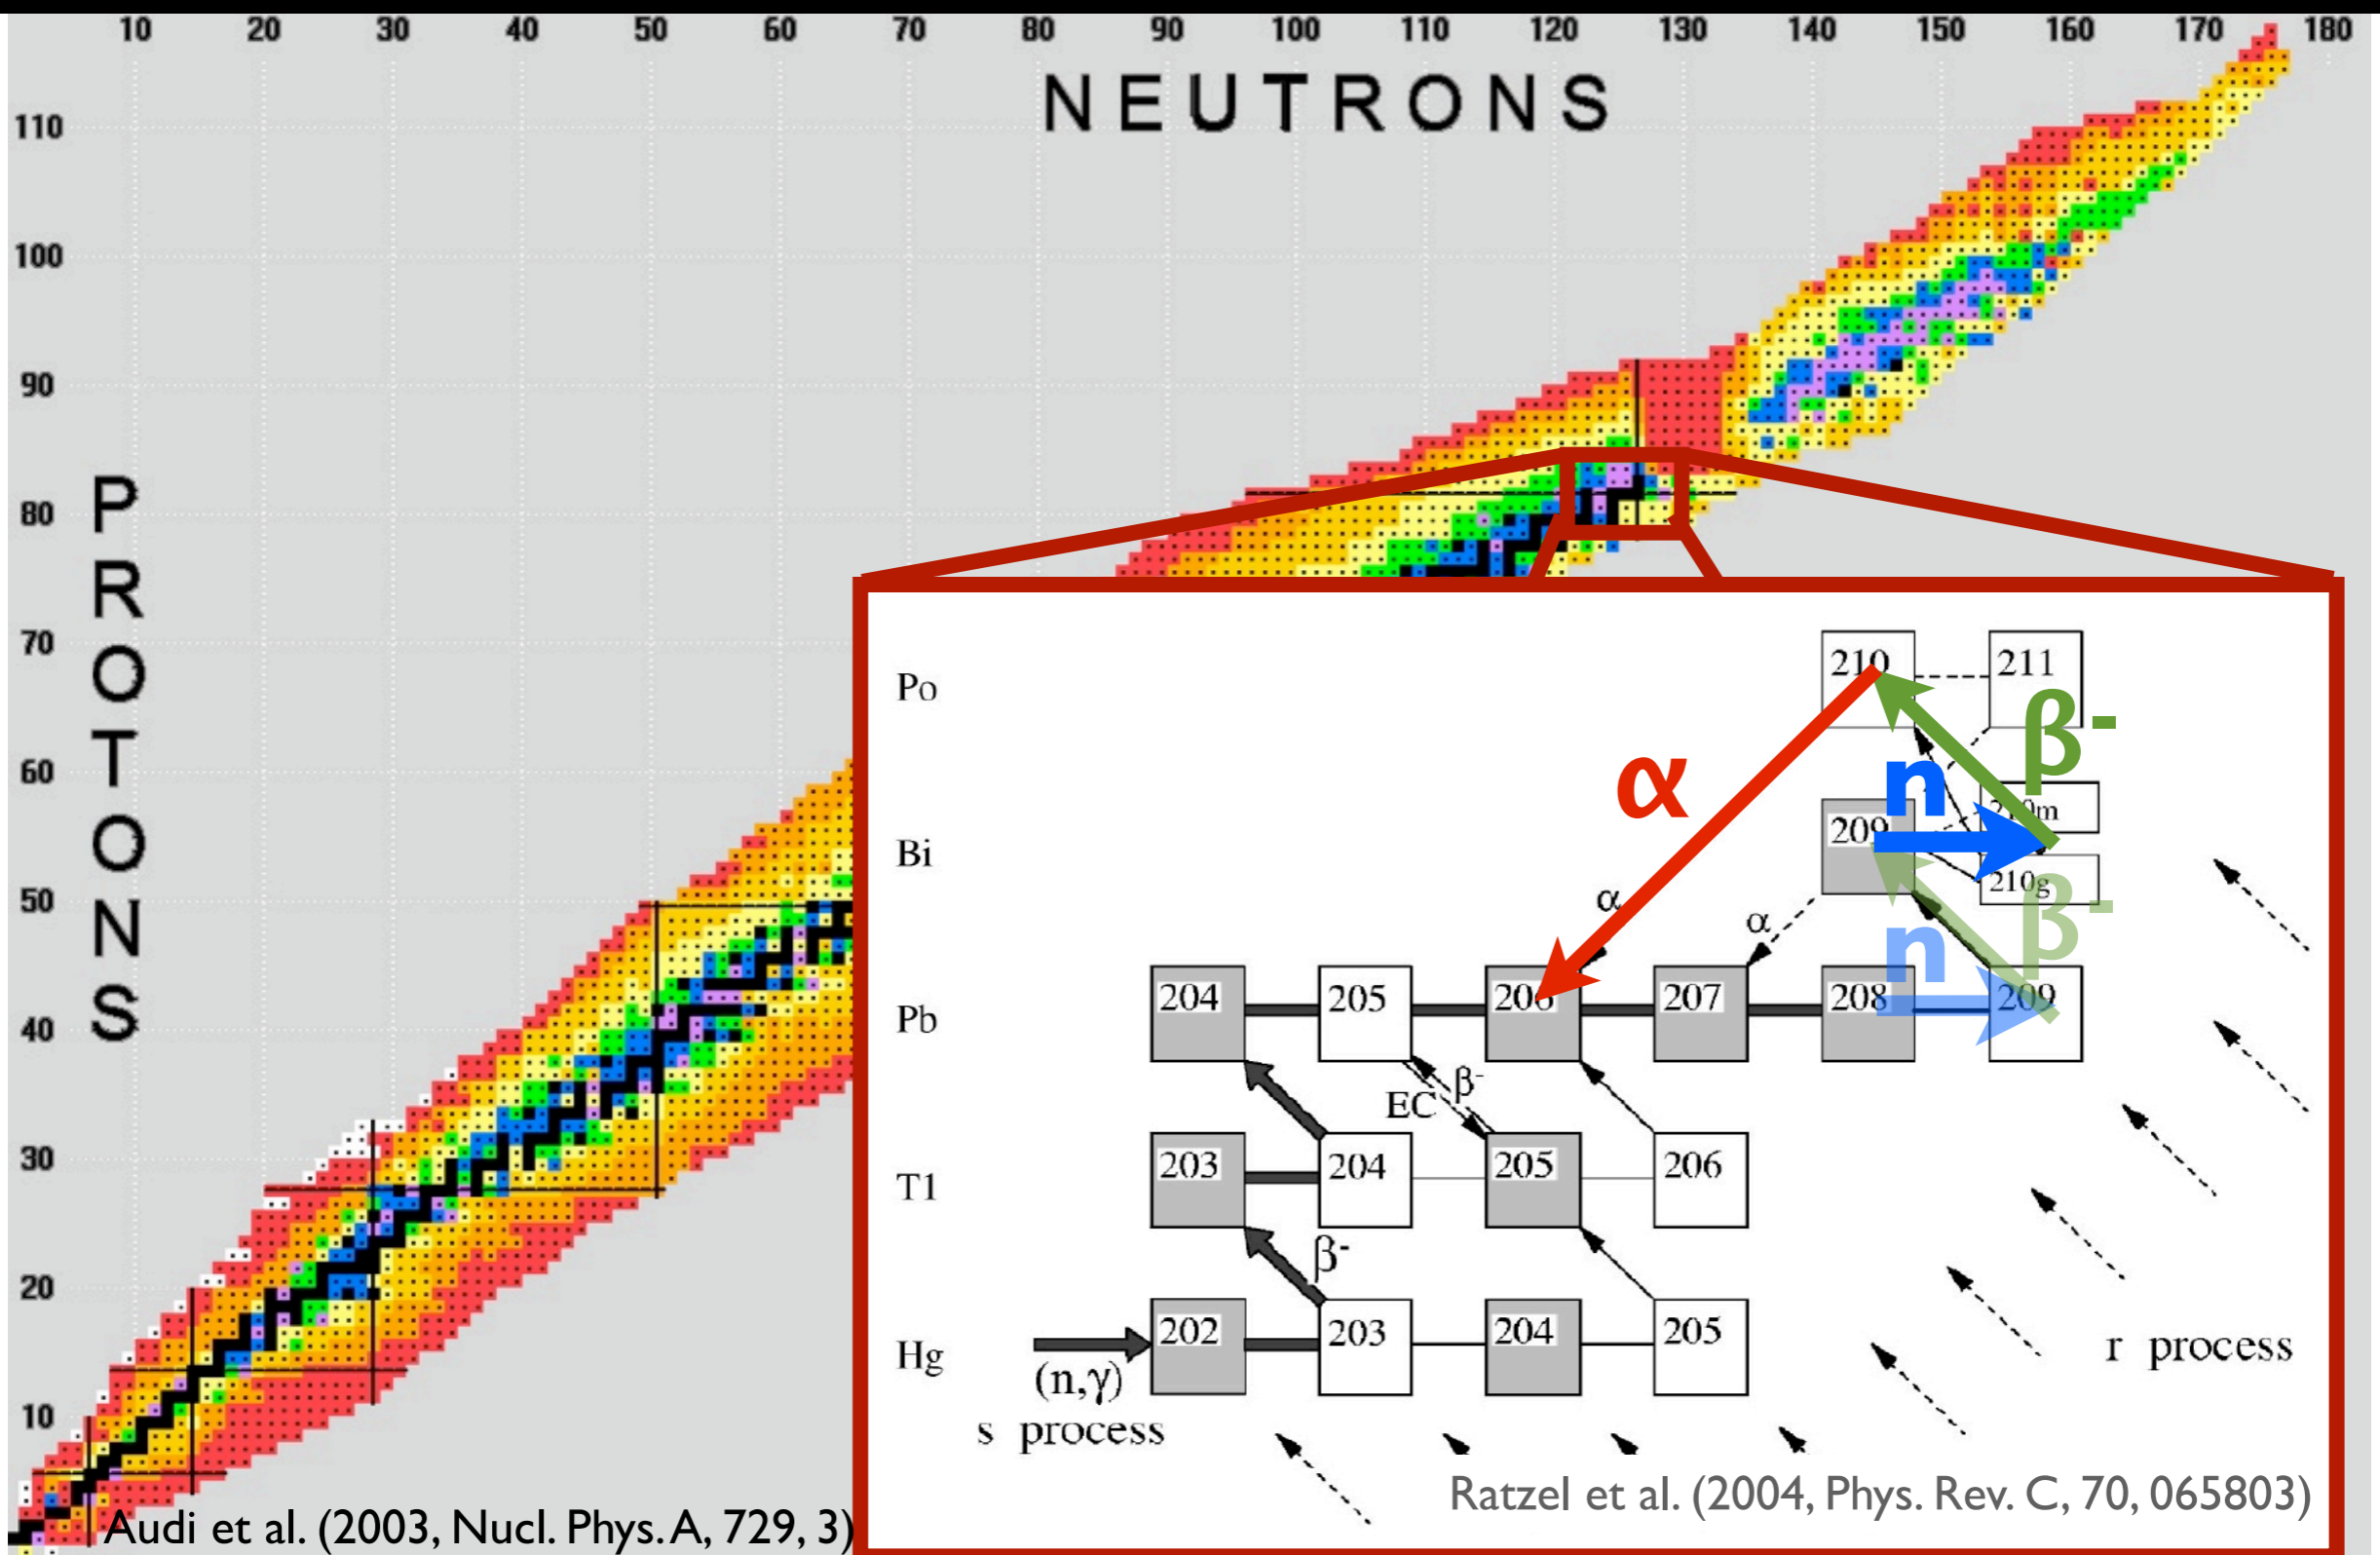 10 20 30 40 50 60 70 80 90 100 110 120 130 140 150 160 170 180
NEUTRONS
110
100
90
80
70
60
50
40
30
20
10
PROTONS
Po 210 211
α
n β-
Bi 209 210m
210g
α α
n β-
Pb 204 205 206 207 208 209
EC β-
T1 203 204 205 206
β-
Hg 202 203 204 205
(n,γ)
s process
r process
Ratzel et al. (2004, Phys. Rev. C, 70, 065803)
Audi et al. (2003, Nucl. Phys. A, 729, 3)